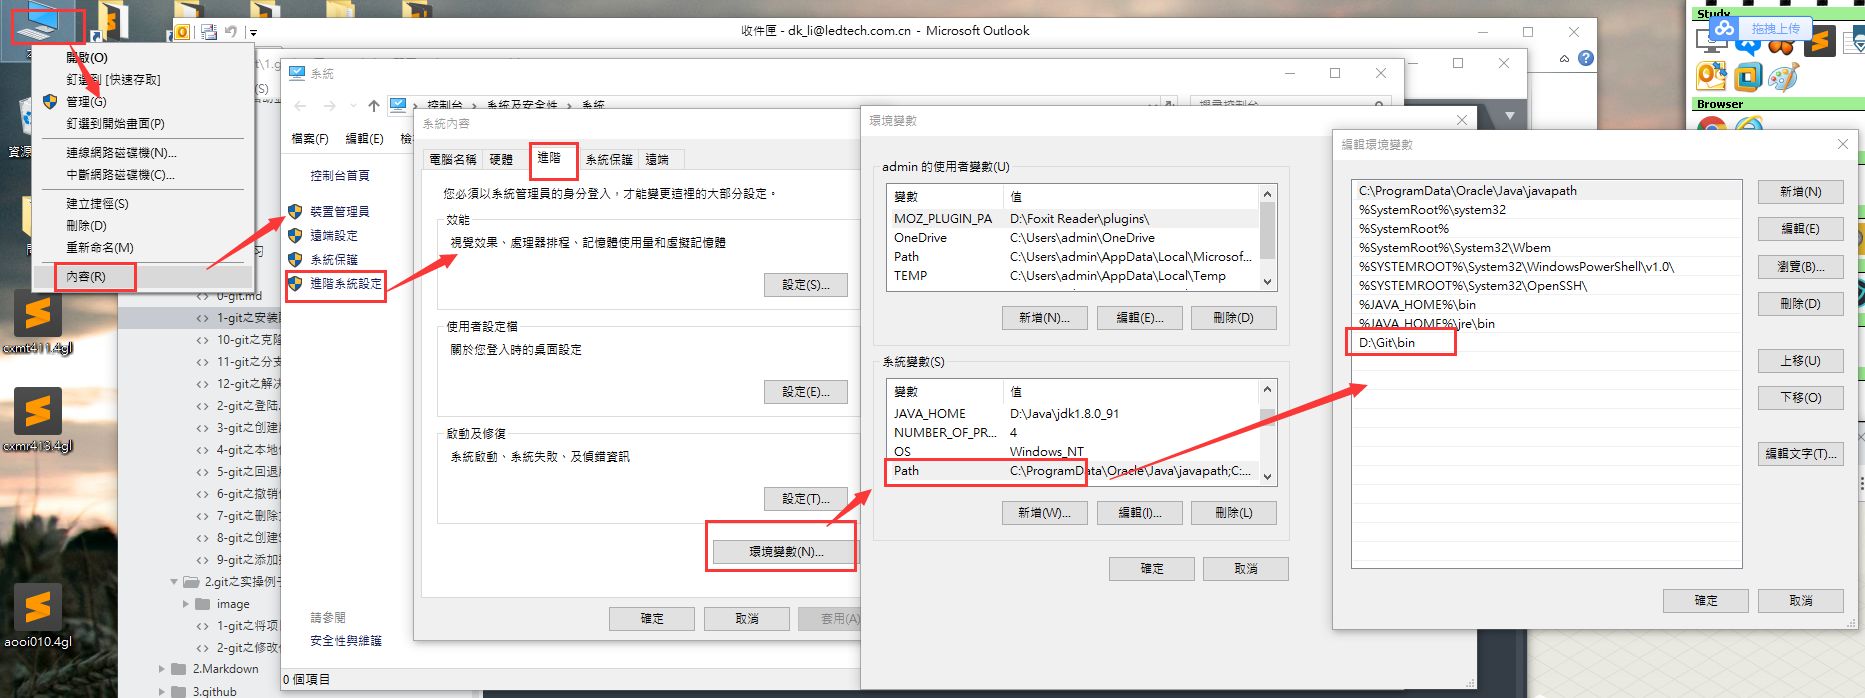 收件匣 - dk_li@ledtech.com.cn - Microsoft Outlook
開啟(O)
釘選到 [快速存取]
管理(G)
釘選到開始畫面(P)
連線網路磁碟機(N)...
中斷網路磁碟機(C)...
建立捷徑(S)
刪除(D)
重新命名(M)
內容(R)
資源
cxmt411.4gl
cxmr413.4gl
aooi010.4gl
\1.g
(S)
0-git.md
1-git之安装
10-git之克隆
11-git之分支
12-git之解决
2-git之登陆
3-git之创建
4-git之本地
5-git之回退
6-git之撤销
7-git之刪除
8-git之创建S
9-git之添加
2.git之实操例子
image
1-git之将项
2-git之修改
2.Markdown
3.github
系統
控制台 › 系統及安全性 › 系統
搜尋控制台
檔案(F) 編輯(E) 檢
控制台首頁
裝置管理員
遠端設定
系統保護
進階系統設定
請參閱
安全性與維護
0 個項目
系統內容
電腦名稱 硬體 進階 系統保護 遠端
您必須以系統管理員的身分登入，才能變更這裡的大部分設定。
效能
視覺效果、處理器排程、記憶體使用量和虛擬記憶體
設定(S)...
使用者設定檔
關於您登入時的桌面設定
設定(E)...
啟動及修復
系統啟動、系統失敗、及偵錯資訊
設定(T)...
環境變數(N)...
確定 取消 套用(A)
環境變數
admin 的使用者變數(U)
變數 值
MOZ_PLUGIN_PA D:\Foxit Reader\plugins\
OneDrive C:\Users\admin\OneDrive
Path C:\Users\admin\AppData\Local\Microsof...
TEMP C:\Users\admin\AppData\Local\Temp
新增(N)... 編輯(E)... 刪除(D)
系統變數(S)
變數 值
JAVA_HOME D:\Java\jdk1.8.0_91
NUMBER_OF_PR... 4
OS Windows_NT
Path C:\ProgramData\Oracle\Java\javapath;C:...
新增(W)... 編輯(I)... 刪除(L)
確定 取消
編輯環境變數
C:\ProgramData\Oracle\Java\javapath
%SystemRoot%\system32
%SystemRoot%
%SystemRoot%\System32\Wbem
%SYSTEMROOT%\System32\WindowsPowerShell\v1.0\
%SYSTEMROOT%\System32\OpenSSH\
%JAVA_HOME%\bin
%JAVA_HOME%\jre\bin
D:\Git\bin
新增(N)
編輯(E)
瀏覽(B)...
刪除(D)
上移(U)
下移(O)
編輯文字(T)...
確定 取消
Study
拖拽上传
Browser